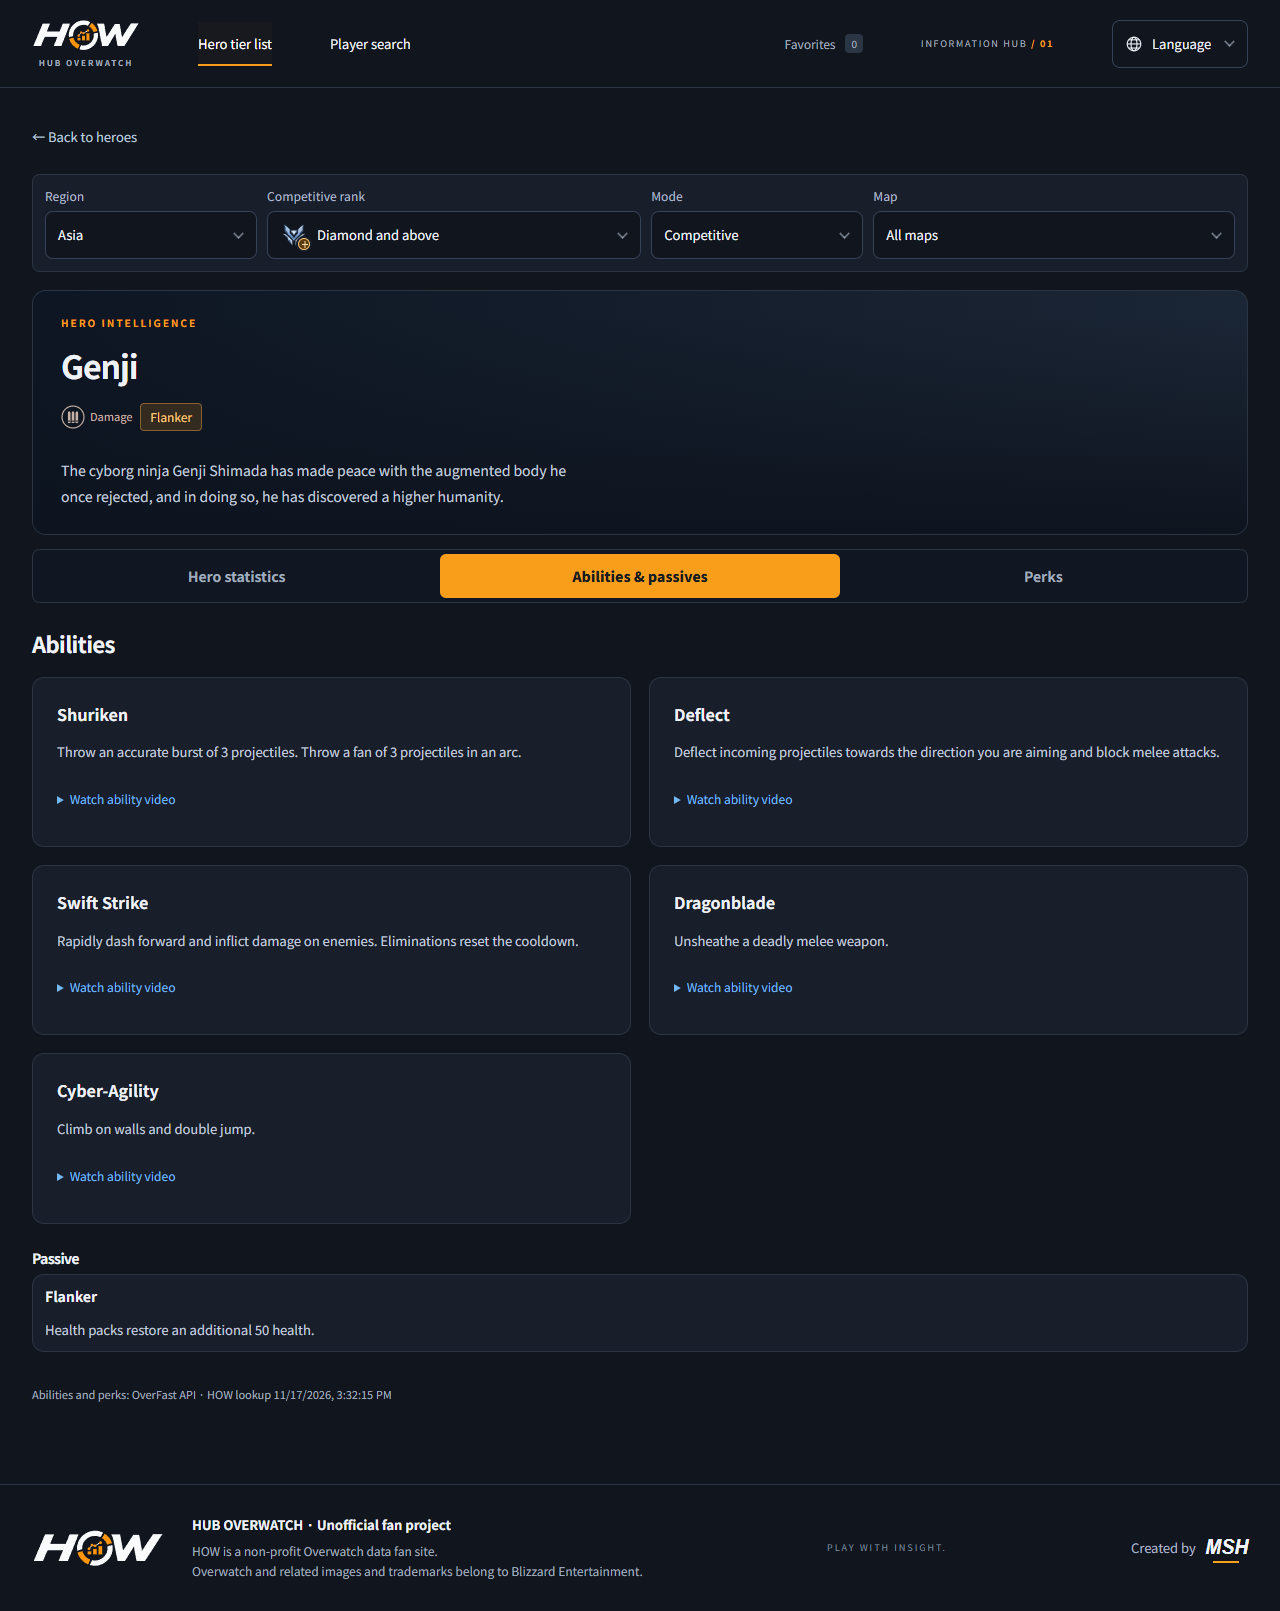 HOW
HUB OVERWATCH
Hero tier list
Player search
Favorites 0
INFORMATION HUB / 01
Language
← Back to heroes
Region
Competitive rank
Mode
Map
Asia
Diamond and above
Competitive
All maps
HERO INTELLIGENCE
Genji
Damage
Flanker
The cyborg ninja Genji Shimada has made peace with the augmented body he
once rejected, and in doing so, he has discovered a higher humanity.
Hero statistics
Abilities & passives
Perks
Abilities
Shuriken
Throw an accurate burst of 3 projectiles. Throw a fan of 3 projectiles in an arc.
Watch ability video
Deflect
Deflect incoming projectiles towards the direction you are aiming and block melee attacks.
Watch ability video
Swift Strike
Rapidly dash forward and inflict damage on enemies. Eliminations reset the cooldown.
Watch ability video
Dragonblade
Unsheathe a deadly melee weapon.
Watch ability video
Cyber-Agility
Climb on walls and double jump.
Watch ability video
Passive
Flanker
Health packs restore an additional 50 health.
Abilities and perks: OverFast API · HOW lookup 11/17/2026, 3:32:15 PM
HOW
HUB OVERWATCH · Unofficial fan project
HOW is a non-profit Overwatch data fan site.
Overwatch and related images and trademarks belong to Blizzard Entertainment.
PLAY WITH INSIGHT.
Created by MSH